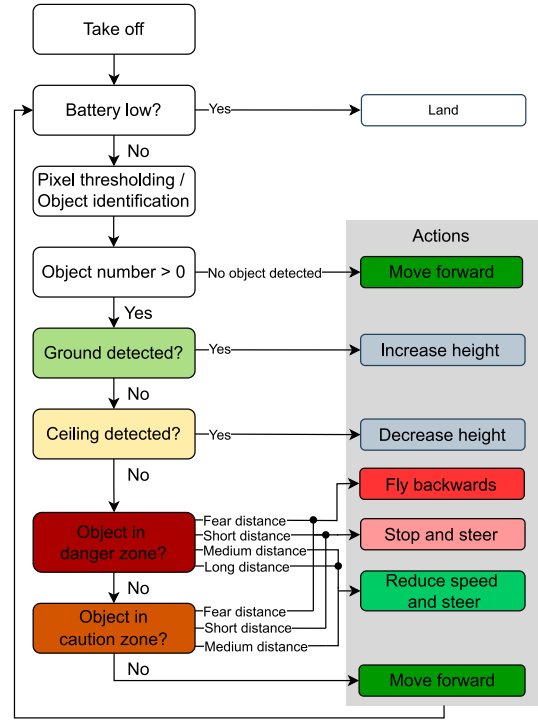 Take off
Battery low?
Yes
Land
No
Pixel thresholding /
Object identification
Actions
Object number > 0
No object detected
Move forward
Yes
Ground detected?
Yes
Increase height
No
Ceiling detected?
Yes
Decrease height
No
Fly backwards
Object in
danger zone?
Fear distance
Short distance
Medium distance
Long distance
Stop and steer
Reduce speed
and steer
No
Object in
caution zone?
Fear distance
Short distance
Medium distance
No
Move forward